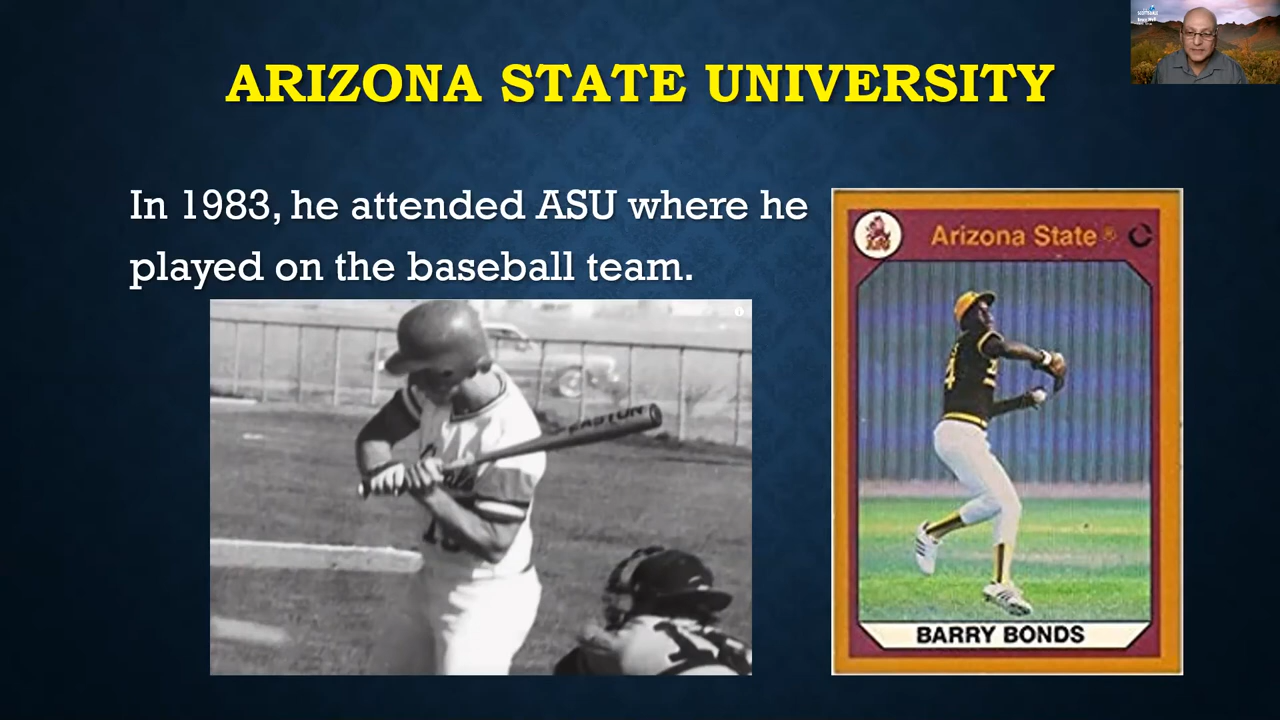 ARIZONA STATE UNIVERSITY
In 1983, he attended ASU where he
played on the baseball team.
EASTON
Arizona State
BARRY BONDS